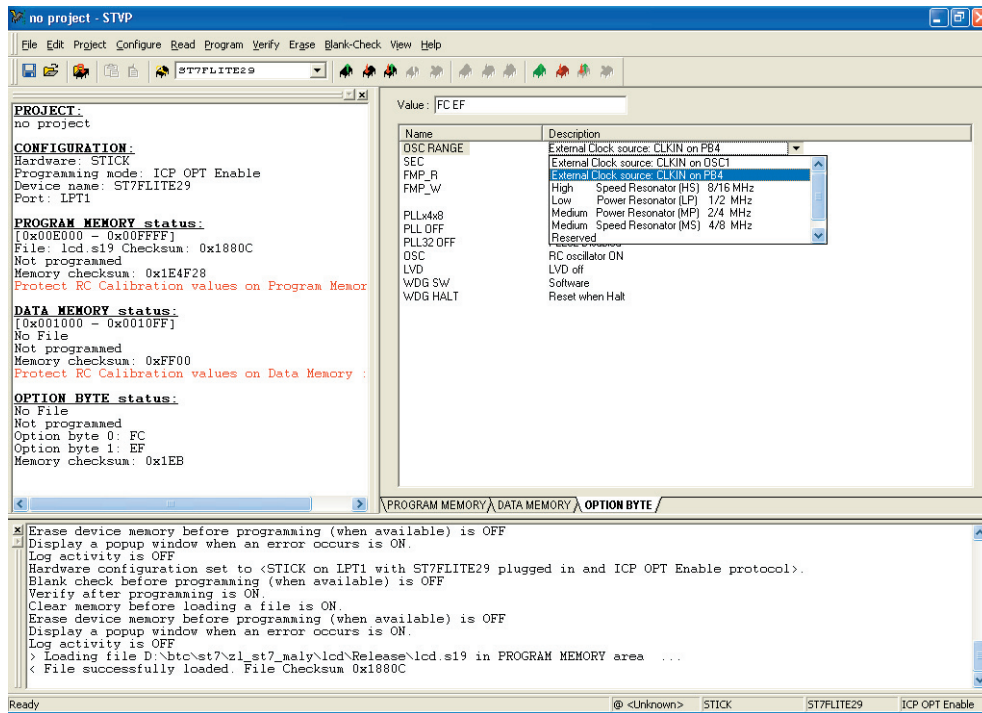 no project - STVP
File Edit Project Configure Read Program Verify Erase Blank-Check View Help
ST7FLITE29
PROJECT:
no project
CONFIGURATION:
Hardware: STICK
Programming mode: ICP OPT Enable
Device name: ST7FLITE29
Port: LPT1
PROGRAM MEMORY status:
[0x00E000 - 0x00FFFF]
File: lcd.s19 Checksum: 0x1880C
Not programmed
Memory checksum: 0x1E4F28
Protect RC Calibration values on Program Memor
DATA MEMORY status:
[0x001000 - 0x0010FF]
No File
Not programmed
Memory checksum: 0xFF00
Protect RC Calibration values on Data Memory :
OPTION BYTE status:
No File
Not programmed
Option byte 0: FC
Option byte 1: EF
Memory checksum: 0x1EB
Value : FC EF
Name Description
OSC RANGE External Clock source: CLKIN on PB4
SEC External Clock source: CLKIN on OSC1
FMP_R External Clock source: CLKIN on PB4
FMP_W High Speed Resonator (HS) 8/16 MHz
Low Power Resonator (LP) 1/2 MHz
PLLx4x8 Medium Power Resonator (MP) 2/4 MHz
PLL OFF Medium Speed Resonator (MS) 4/8 MHz
PLL32 OFF Reserved
OSC RC oscillator ON
LVD LVD off
WDG SW Software
WDG HALT Reset when Halt
PROGRAM MEMORY DATA MEMORY OPTION BYTE
Erase device memory before programming (when available) is OFF
Display a popup window when an error occurs is ON.
Log activity is OFF
Hardware configuration set to <STICK on LPT1 with ST7FLITE29 plugged in and ICP OPT Enable protocol>.
Blank check before programming (when available) is OFF
Verify after programming is ON.
Clear memory before loading a file is ON.
Erase device memory before programming (when available) is OFF
Display a popup window when an error occurs is ON.
Log activity is OFF
> Loading file D:\btc\st7\zl_st7_maly\lcd\Release\lcd.s19 in PROGRAM MEMORY area ...
< File successfully loaded. File Checksum 0x1880C
Ready @ <Unknown> STICK ST7FLITE29 ICP OPT Enable